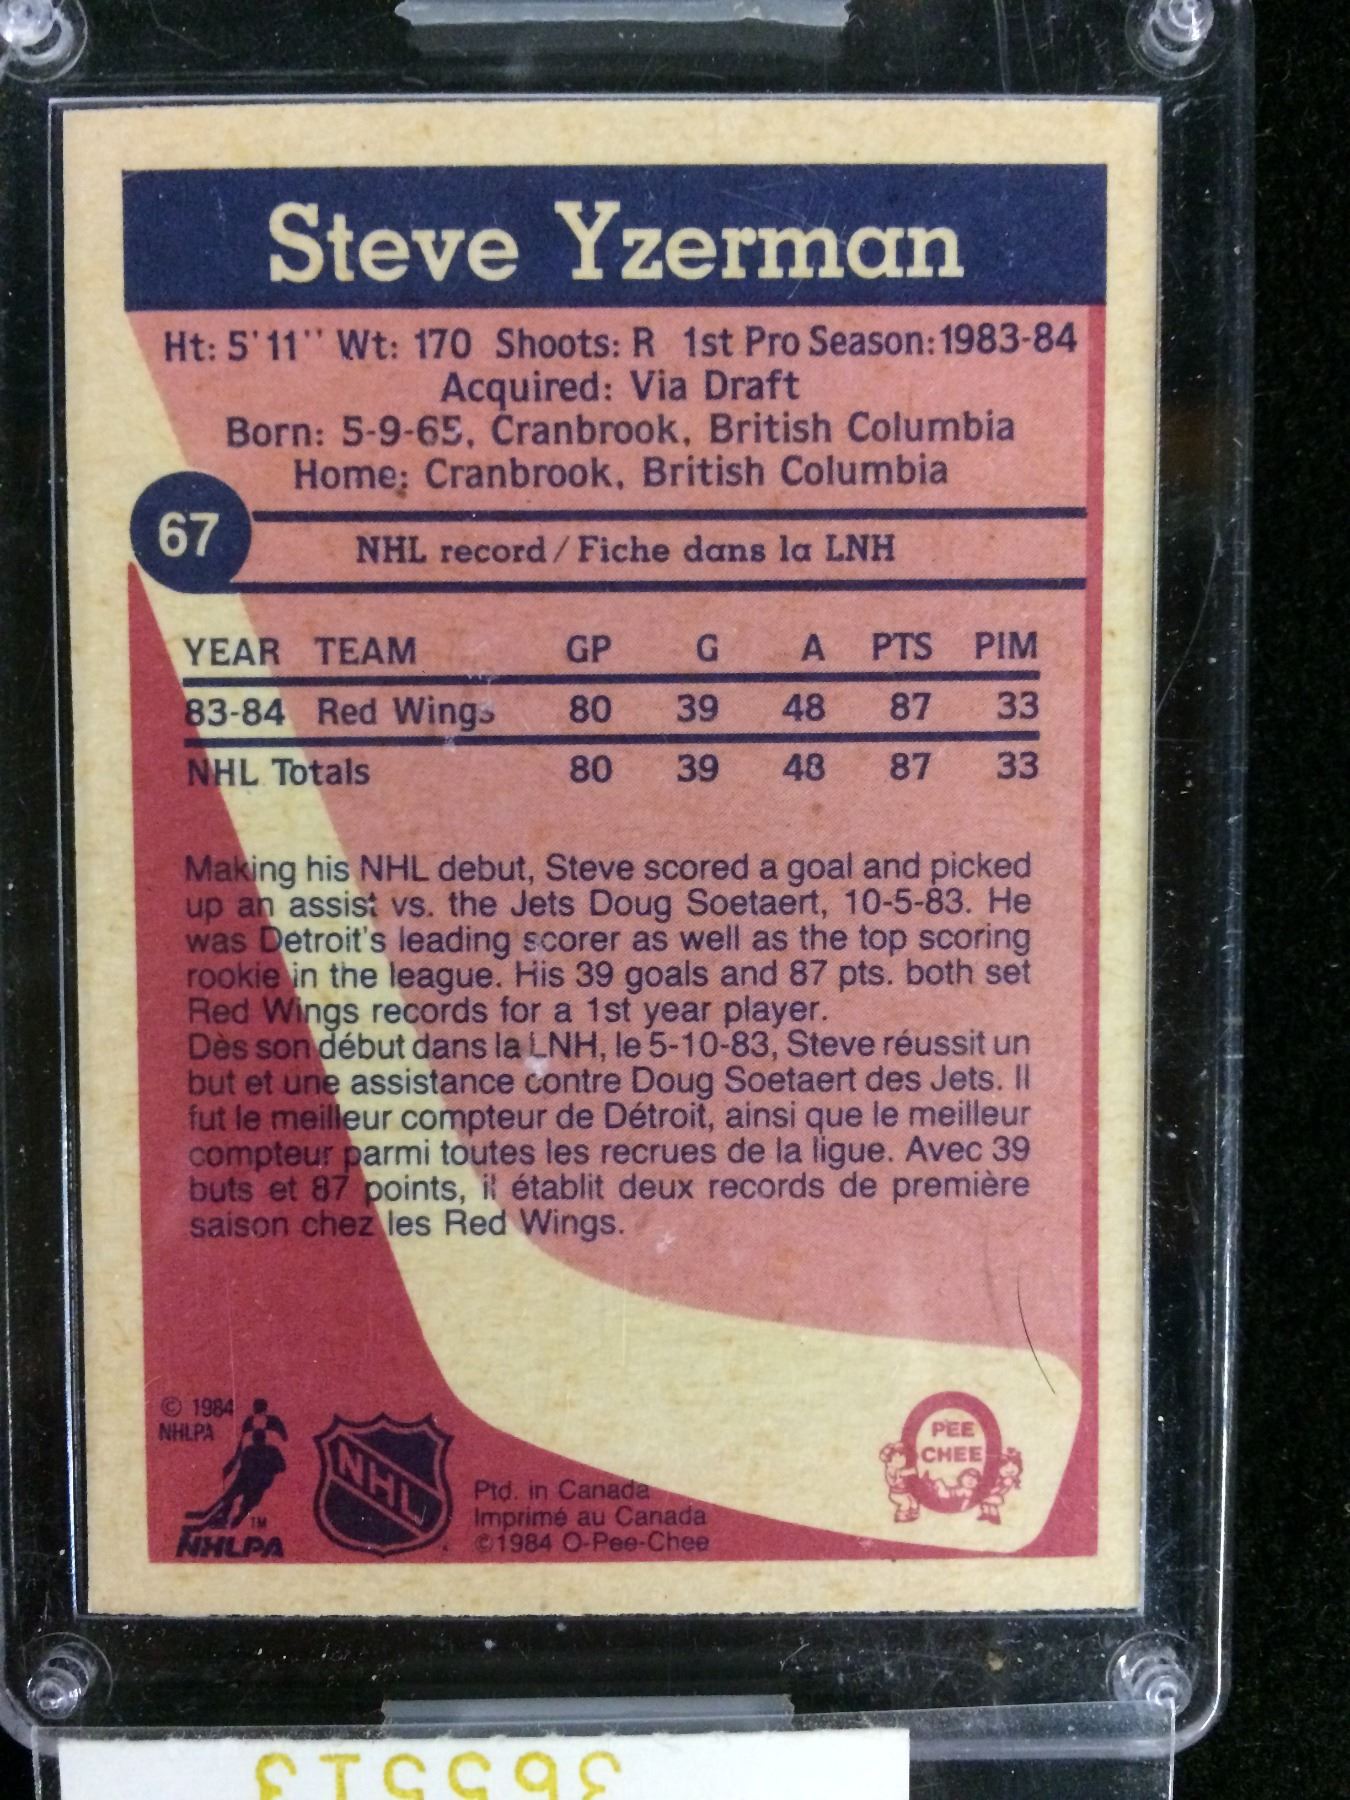 Steve Yzerman
Ht: 5'11'' Wt: 170 Shoots: R 1st Pro Season: 1983-84
Acquired: Via Draft
Born: 5-9-65, Cranbrook, British Columbia
Home: Cranbrook, British Columbia
67
NHL record / Fiche dans la LNH
YEAR TEAM GP G A PTS PIM
83-84 Red Wings 80 39 48 87 33
NHL Totals 80 39 48 87 33
Making his NHL debut, Steve scored a goal and picked
up an assist vs. the Jets Doug Soetaert, 10-5-83. He
was Detroit's leading scorer as well as the top scoring
rookie in the league. His 39 goals and 87 pts. both set
Red Wings records for a 1st year player.
Dès son début dans la LNH, le 5-10-83, Steve réussit un
but et une assistance contre Doug Soetaert des Jets. Il
fut le meilleur compteur de Détroit, ainsi que le meilleur
compteur parmi toutes les recrues de la ligue. Avec 39
buts et 87 points, il établit deux records de première
saison chez les Red Wings.
© 1984
NHLPA
TM
NHLPA
NHL
Ptd. in Canada
Imprimé au Canada
©1984 O-Pee-Chee
PEE
CHEE